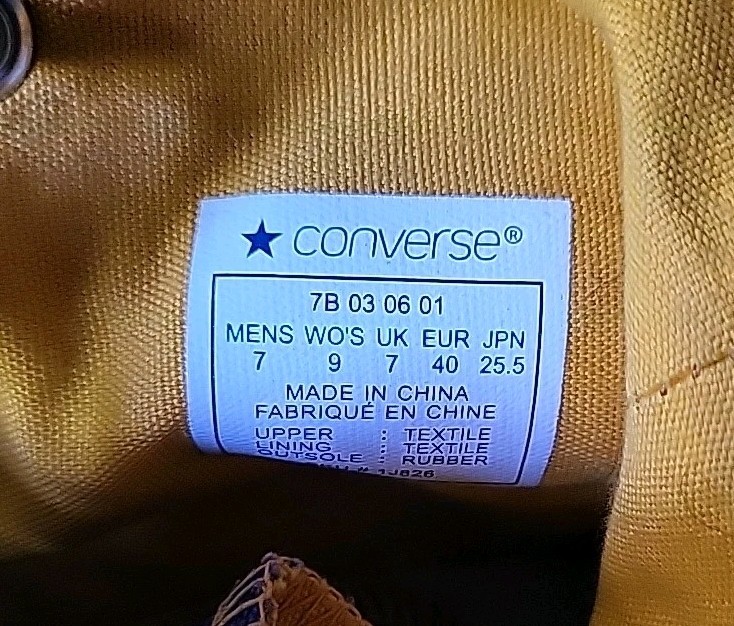 converse®
7B 03 06 01
MENS WO'S UK EUR JPN
7 9 7 40 25.5
MADE IN CHINA
FABRIQUÉ EN CHINE
UPPER : TEXTILE
LINING : TEXTILE
OUTSOLE : RUBBER
# 1J826